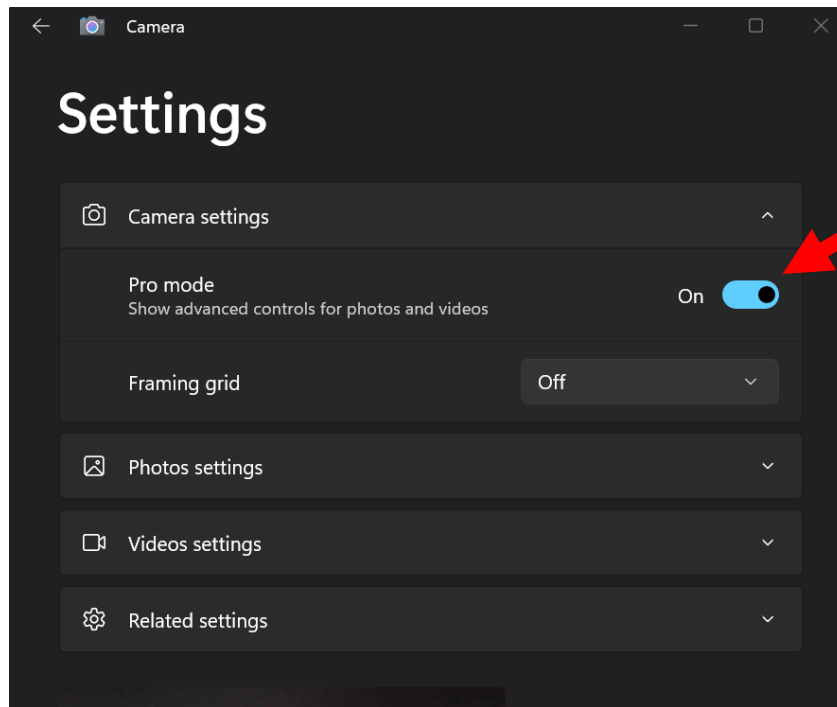 Camera
Settings
Camera settings
Pro mode
Show advanced controls for photos and videos
On
Framing grid
Off
Photos settings
Videos settings
Related settings